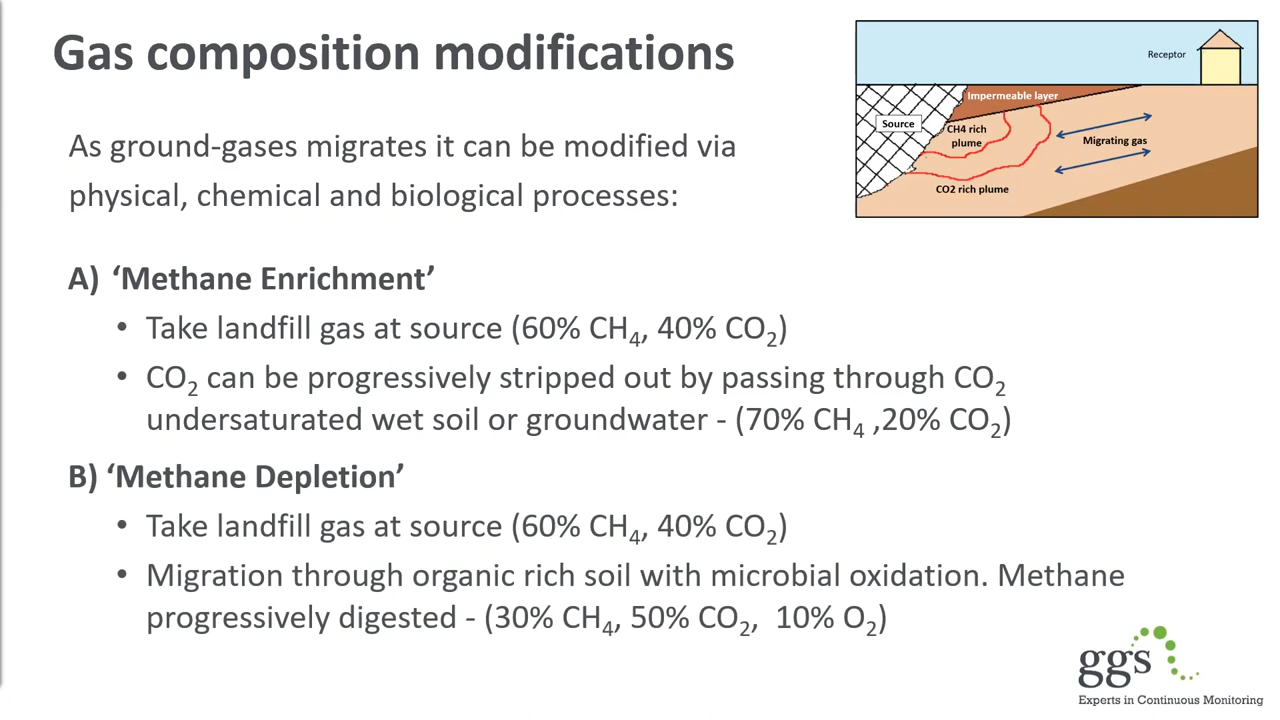 Gas composition modifications
As ground-gases migrates it can be modified via
physical, chemical and biological processes:
A) ‘Methane Enrichment’
• Take landfill gas at source (60% CH₄, 40% CO₂)
• CO₂ can be progressively stripped out by passing through CO₂
undersaturated wet soil or groundwater - (70% CH₄ ,20% CO₂)
B) ‘Methane Depletion’
• Take landfill gas at source (60% CH₄, 40% CO₂)
• Migration through organic rich soil with microbial oxidation. Methane
progressively digested - (30% CH₄, 50% CO₂, 10% O₂)
Receptor
Impermeable layer
Source
CH4 rich
plume
Migrating gas
CO2 rich plume
ggs
Experts in Continuous Monitoring